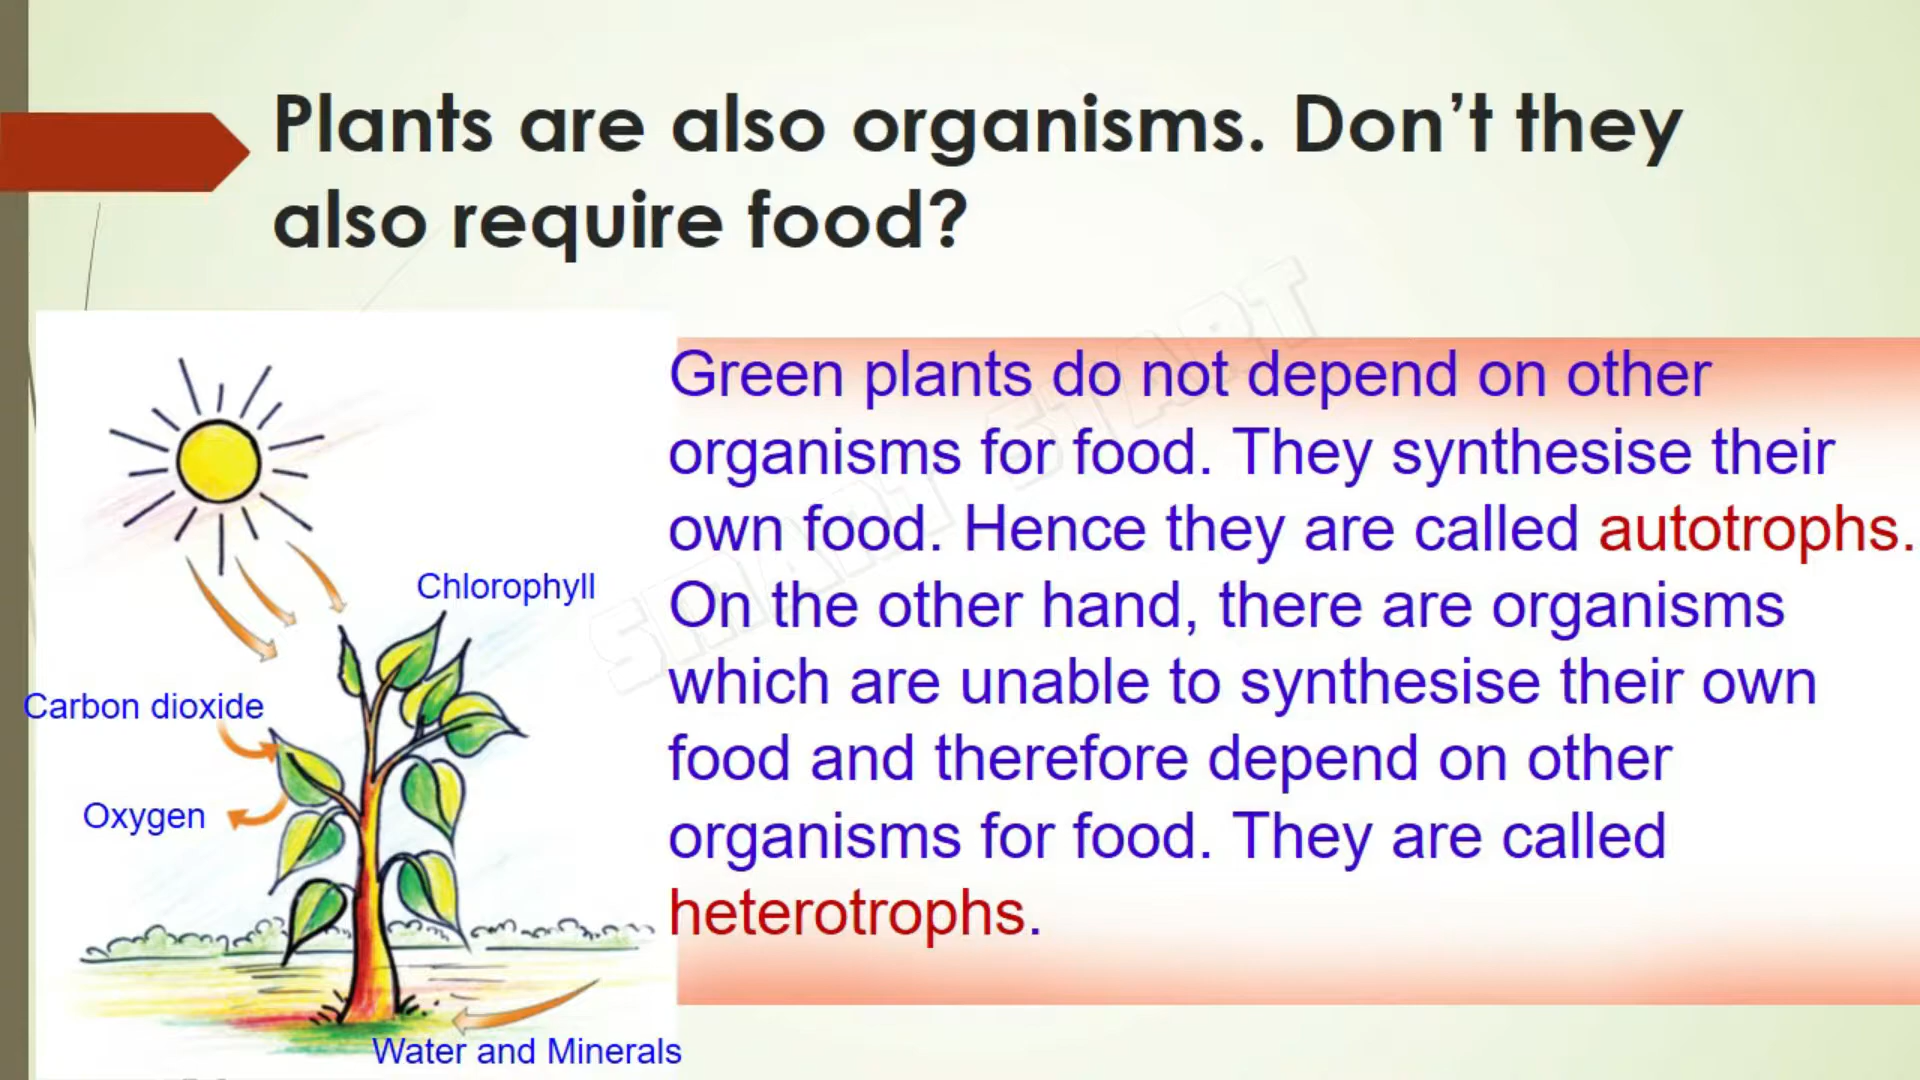 Plants are also organisms. Don’t they
also require food?
Green plants do not depend on other
organisms for food. They synthesise their
own food. Hence they are called autotrophs.
On the other hand, there are organisms
which are unable to synthesise their own
food and therefore depend on other
organisms for food. They are called
heterotrophs.
Chlorophyll
Carbon dioxide
Oxygen
Water and Minerals
SMART START